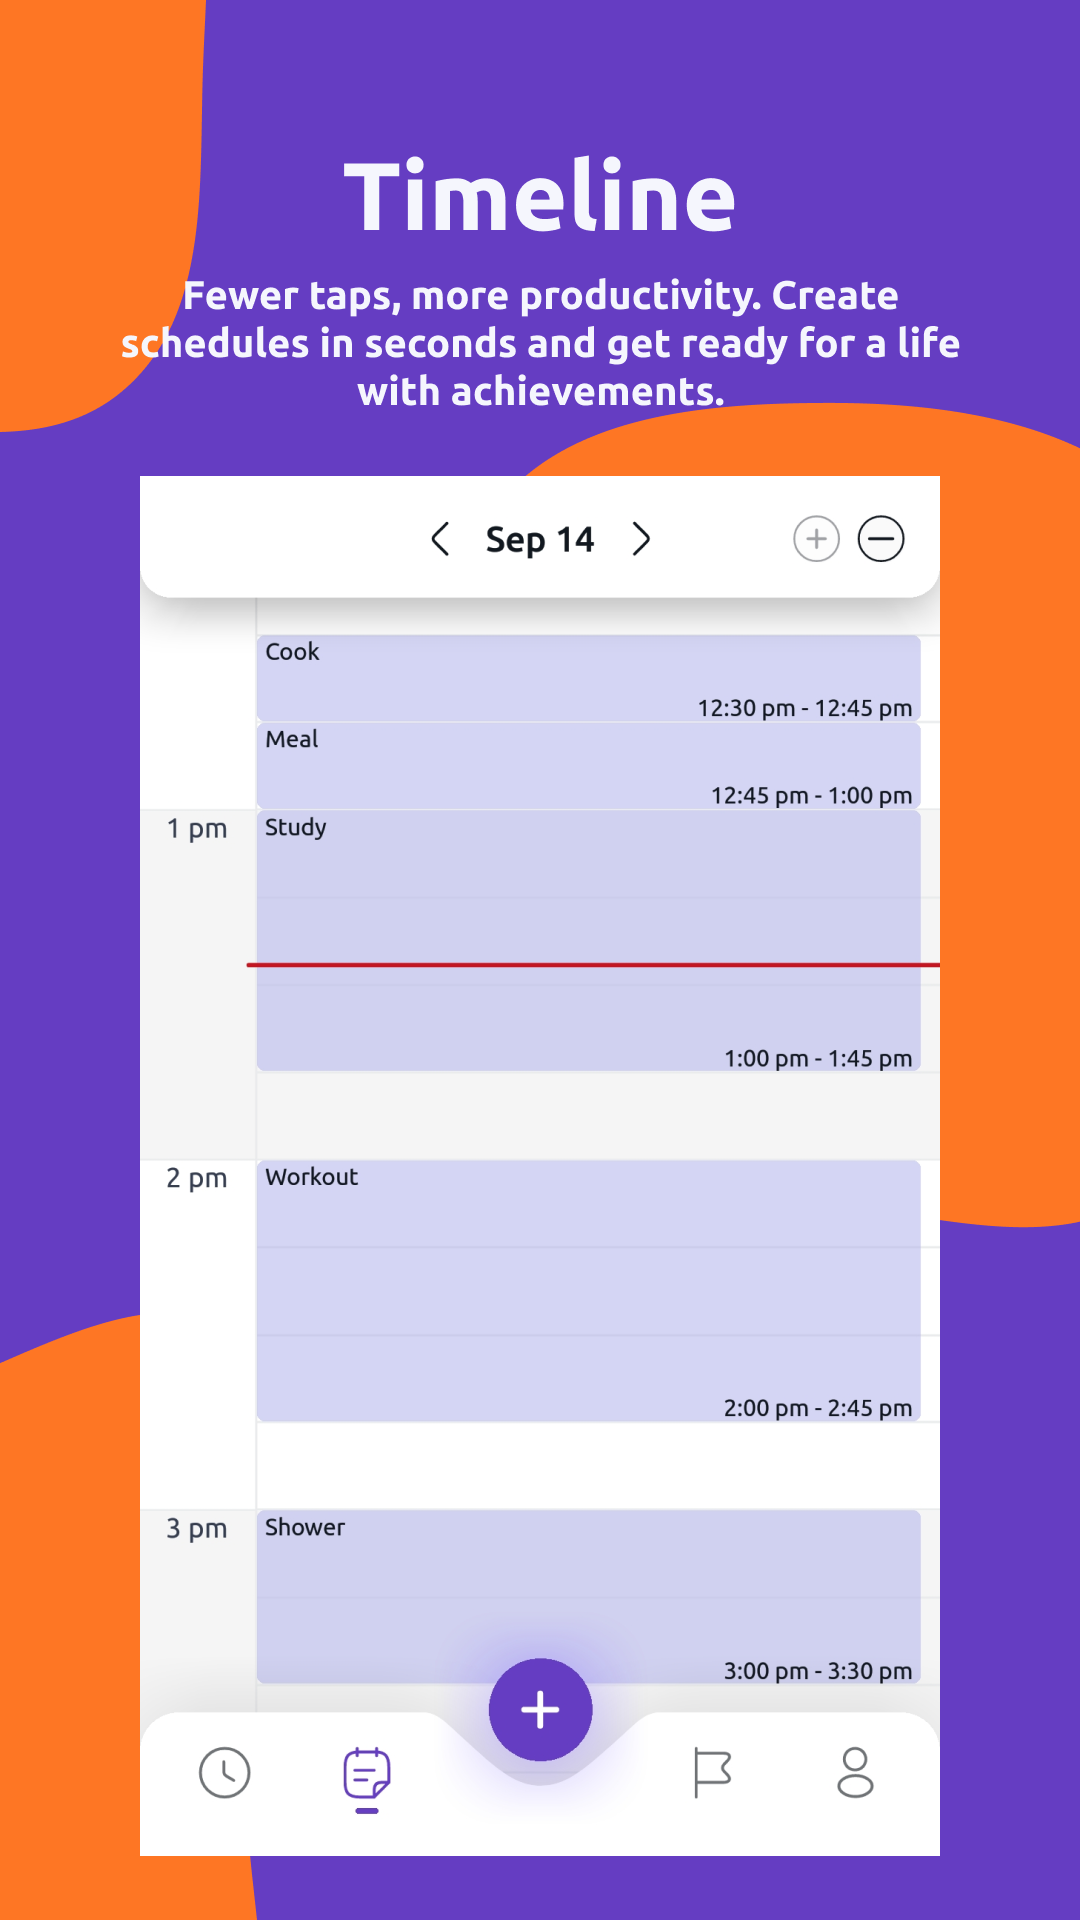 Timeline
Fewer taps, more productivity. Create
schedules in seconds and get ready for a life
with achievements.
Sep 14
Cook
12:30 pm - 12:45 pm
Meal
12:45 pm - 1:00 pm
1 pm
Study
1:00 pm - 1:45 pm
2 pm
Workout
2:00 pm - 2:45 pm
3 pm
Shower
3:00 pm - 3:30 pm